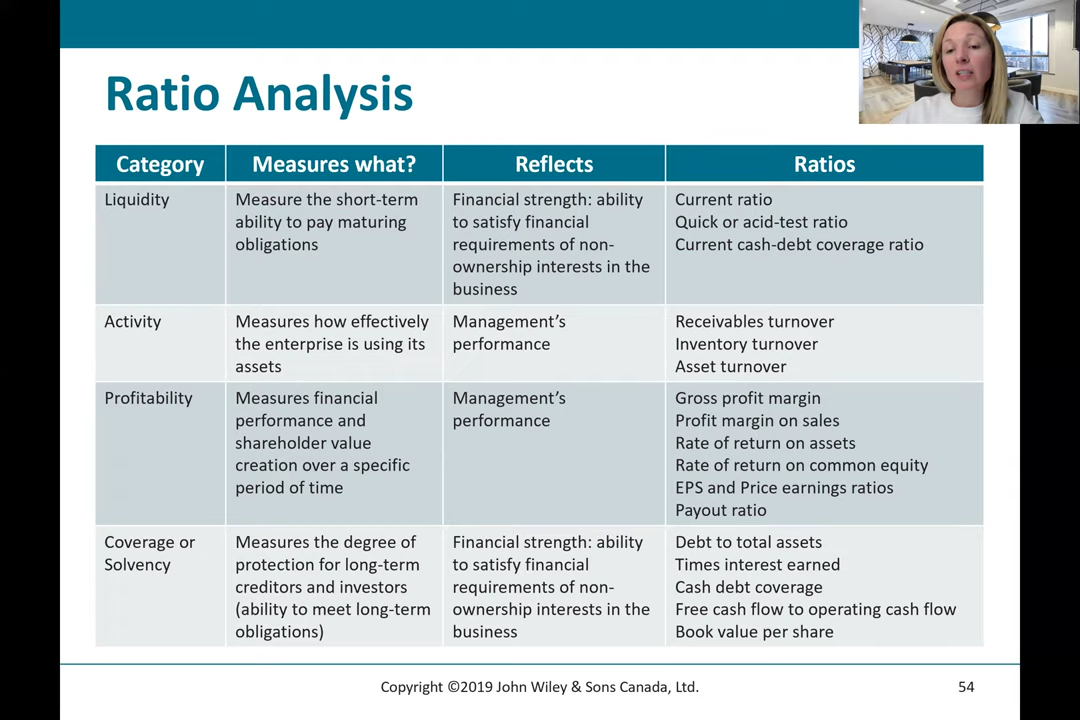 Ratio Analysis
Category
Measures what?
Reflects
Ratios
Liquidity
Measure the short-term
ability to pay maturing
obligations
Financial strength: ability
to satisfy financial
requirements of non-
ownership interests in the
business
Current ratio
Quick or acid-test ratio
Current cash-debt coverage ratio
Activity
Measures how effectively
the enterprise is using its
assets
Management’s
performance
Receivables turnover
Inventory turnover
Asset turnover
Profitability
Measures financial
performance and
shareholder value
creation over a specific
period of time
Management’s
performance
Gross profit margin
Profit margin on sales
Rate of return on assets
Rate of return on common equity
EPS and Price earnings ratios
Payout ratio
Coverage or
Solvency
Measures the degree of
protection for long-term
creditors and investors
(ability to meet long-term
obligations)
Financial strength: ability
to satisfy financial
requirements of non-
ownership interests in the
business
Debt to total assets
Times interest earned
Cash debt coverage
Free cash flow to operating cash flow
Book value per share
Copyright ©2019 John Wiley & Sons Canada, Ltd.
54